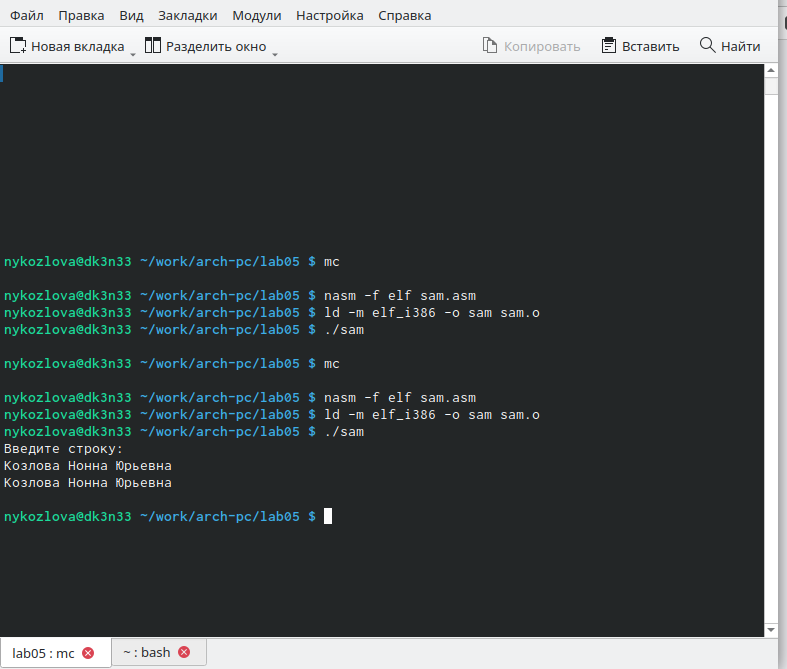 Файл Правка Вид Закладки Модули Настройка Справка
Новая вкладка Разделить окно Копировать Вставить Найти
nykozlova@dk3n33 ~/work/arch-pc/lab05 $ mc
nykozlova@dk3n33 ~/work/arch-pc/lab05 $ nasm -f elf sam.asm
nykozlova@dk3n33 ~/work/arch-pc/lab05 $ ld -m elf_i386 -o sam sam.o
nykozlova@dk3n33 ~/work/arch-pc/lab05 $ ./sam
nykozlova@dk3n33 ~/work/arch-pc/lab05 $ mc
nykozlova@dk3n33 ~/work/arch-pc/lab05 $ nasm -f elf sam.asm
nykozlova@dk3n33 ~/work/arch-pc/lab05 $ ld -m elf_i386 -o sam sam.o
nykozlova@dk3n33 ~/work/arch-pc/lab05 $ ./sam
Введите строку:
Козлова Нонна Юрьевна
Козлова Нонна Юрьевна
nykozlova@dk3n33 ~/work/arch-pc/lab05 $
lab05 : mc ~ : bash